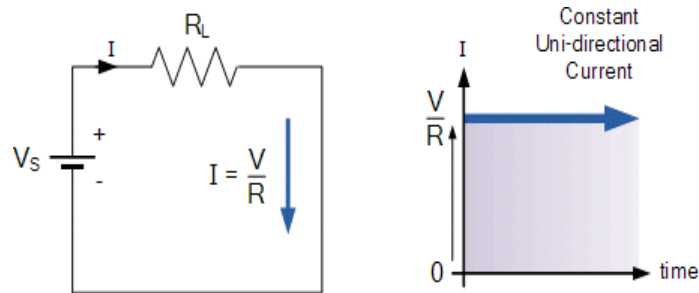 I
R_L
+
V_S
-
I = V/R
Constant
Uni-directional
Current
I
V/R
0
time